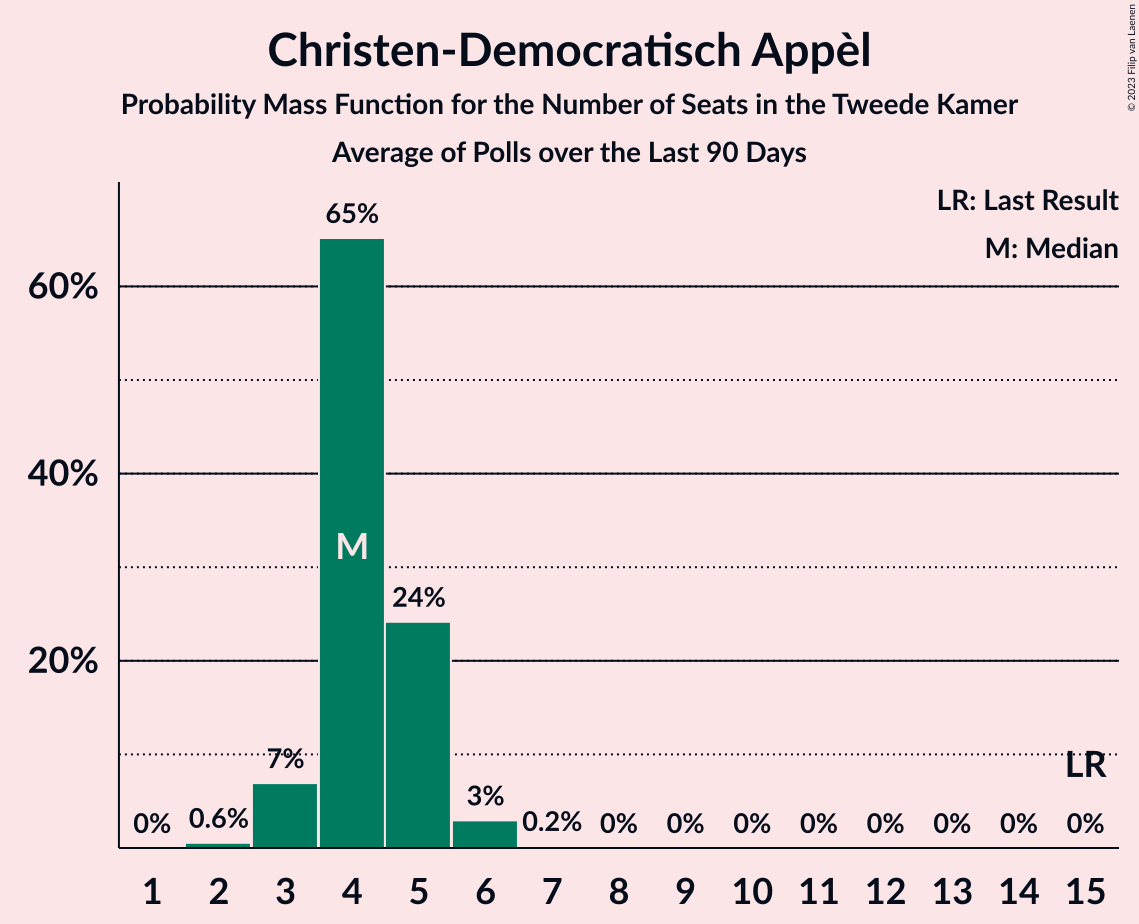 Christen-Democratisch Appèl
Probability Mass Function for the Number of Seats in the Tweede Kamer
Average of Polls over the Last 90 Days
© 2023 Filip van Laenen
LR: Last Result
M: Median
65%
60%
40%
M
24%
20%
7%
LR
0% 0.6% 3% 0.2% 0% 0% 0% 0% 0% 0% 0% 0%
1 2 3 4 5 6 7 8 9 10 11 12 13 14 15